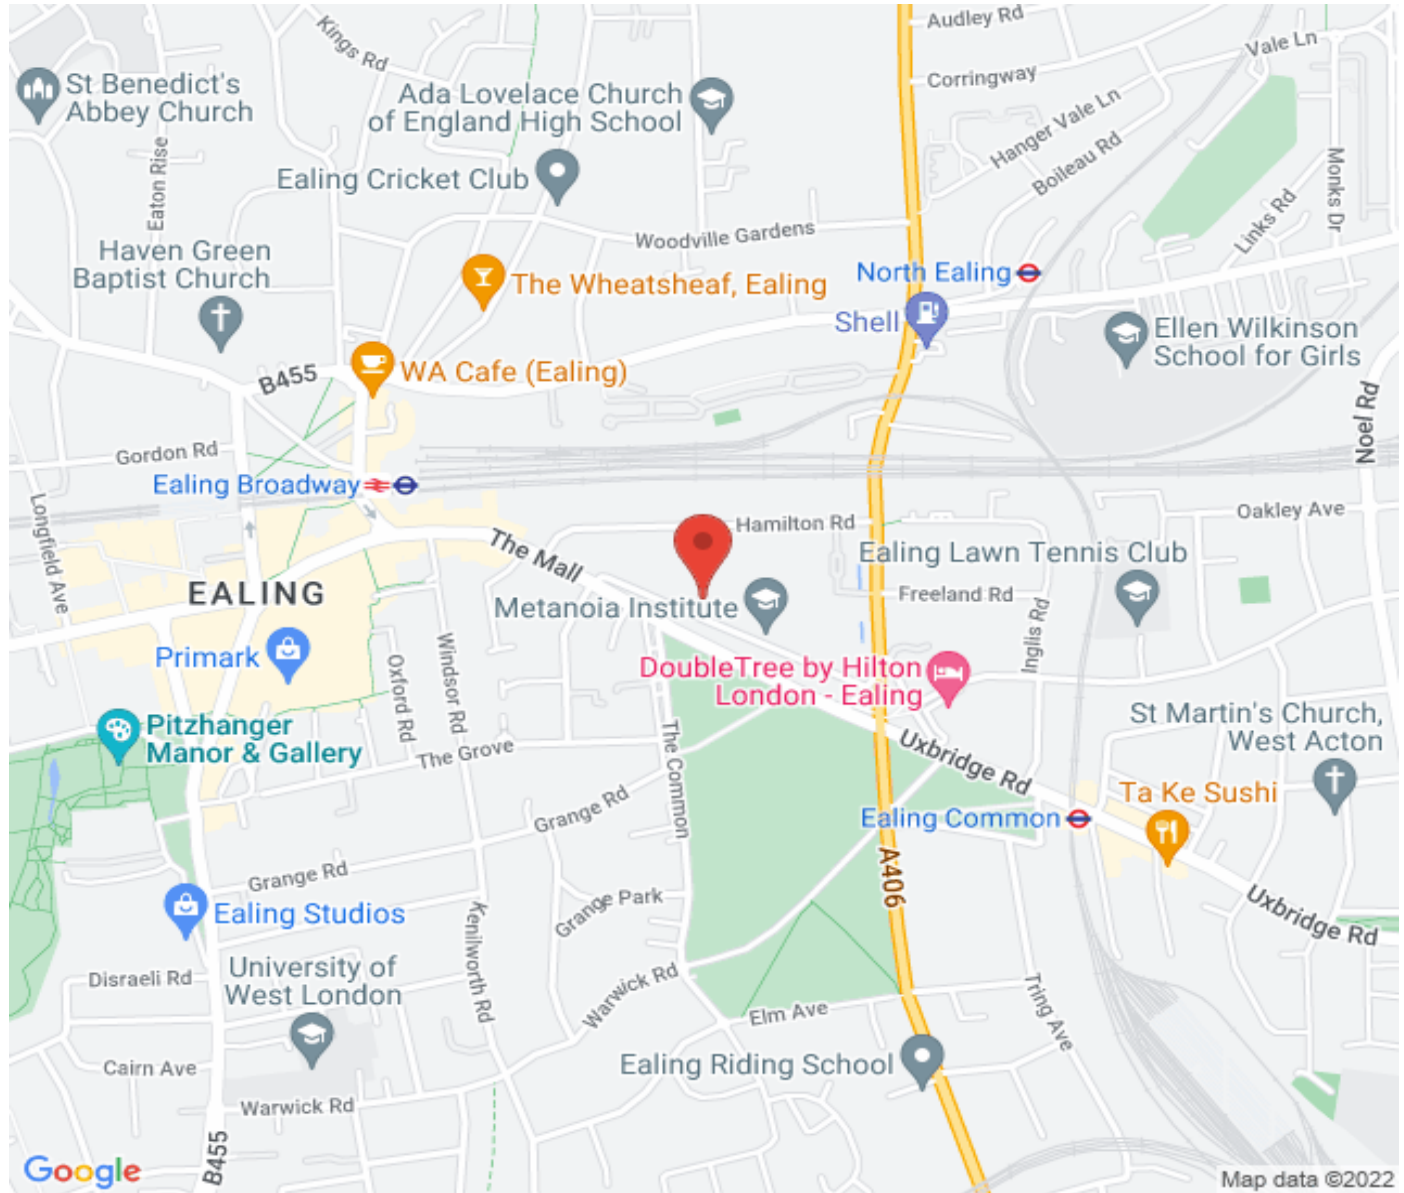 Kings Rd
Audley Rd
Vale Ln
Corringway
St Benedict's
Abbey Church
Ada Lovelace Church
of England High School
Hanger Vale Ln
Boileau Rd
Eaton Rise
Ealing Cricket Club
Monks Dr
Links Rd
Woodville Gardens
Haven Green
Baptist Church
North Ealing
The Wheatsheaf, Ealing
Shell
Ellen Wilkinson
School for Girls
B455
WA Cafe (Ealing)
Noel Rd
Gordon Rd
Ealing Broadway
Longfield Ave
Hamilton Rd
Oakley Ave
The Mall
Ealing Lawn Tennis Club
EALING
Metanoia Institute
Freeland Rd
Inglis Rd
Primark
Oxford Rd
Windsor Rd
DoubleTree by Hilton
London - Ealing
Pitzhanger
Manor & Gallery
The Grove
The Common
St Martin's Church,
West Acton
Uxbridge Rd
Ta Ke Sushi
Grange Rd
Ealing Common
Grange Rd
A406
Grange Park
Ealing Studios
Uxbridge Rd
Kenilworth Rd
University of
West London
Disraeli Rd
Warwick Rd
Elm Ave
Tring Ave
Cairn Ave
Ealing Riding School
Warwick Rd
B455
Google
Map data ©2022